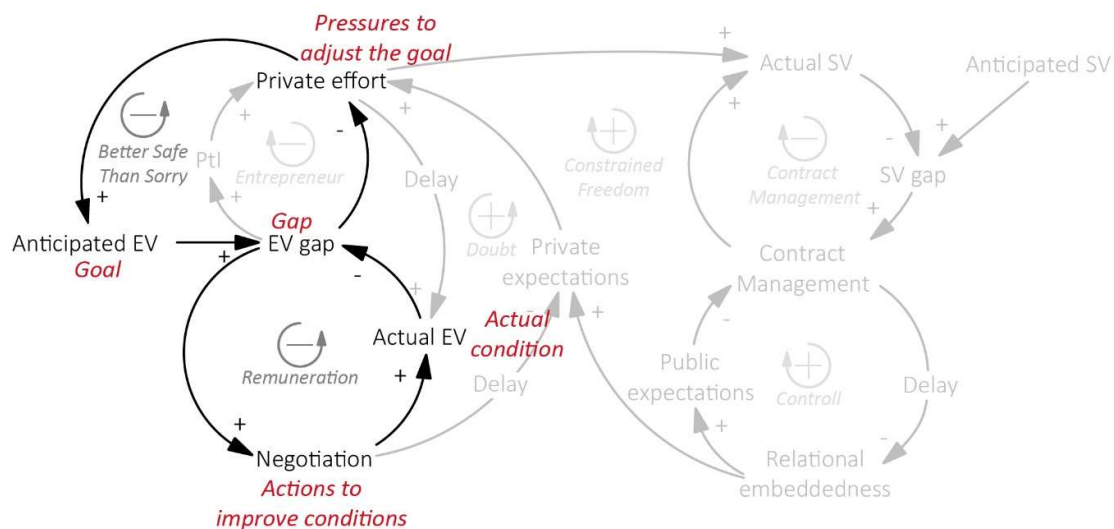 Pressures to
adjust the goal
Private effort
+
Actual SV
Anticipated SV
+
+
+
-
+
-
Better Safe
Than Sorry
PtI
Entrepreneur
Delay
Constrained
Freedom
Contract
Management
SV gap
+
+
+
Gap
Doubt
Private
expectations
Anticipated EV
EV gap
Goal
+
-
Contract
Management
+
-
+
Actual EV
Actual
condition
-
Public
expectations
Remuneration
+
Delay
Controll
Delay
+
+
-
Negotiation
Relational
embeddedness
Actions to
improve conditions